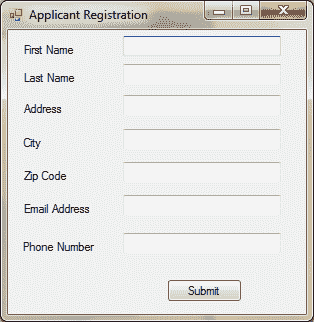 Applicant Registration
First Name
Last Name
Address
City
Zip Code
Email Address
Phone Number
Submit